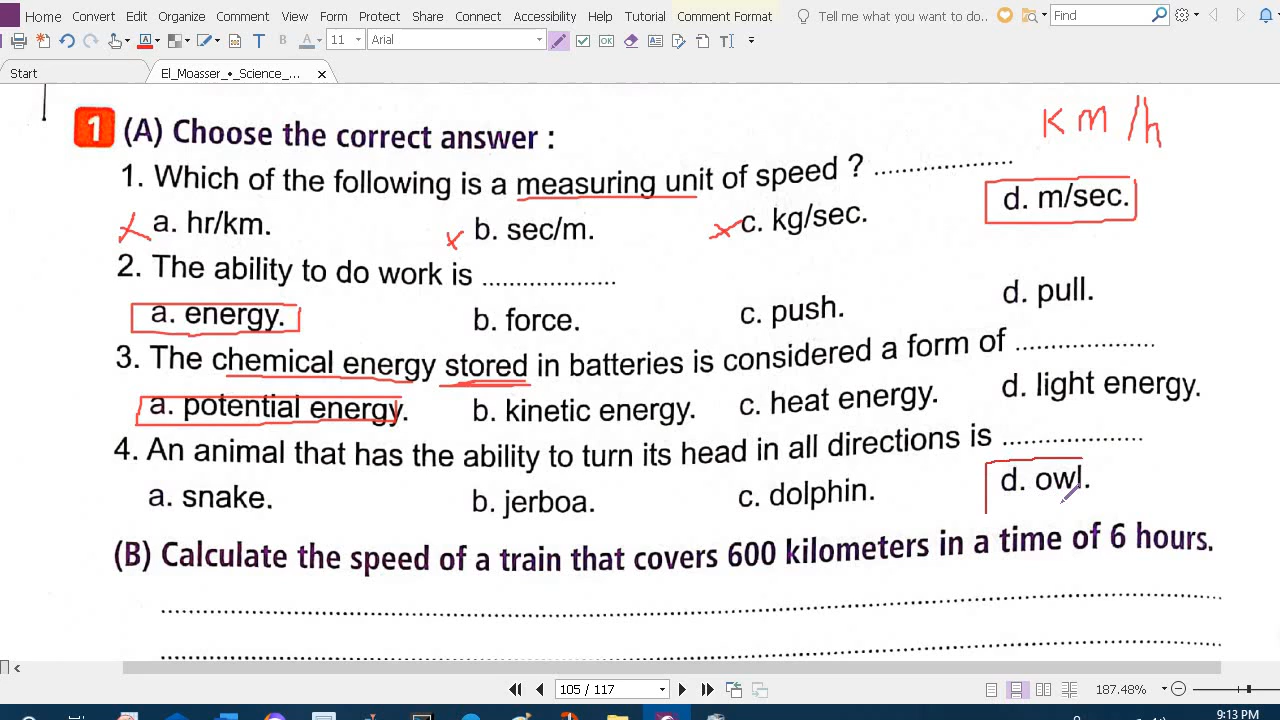 Home Convert Edit Organize Comment View Form Protect Share Connect Accessibility Help Tutorial Comment Format Tell me what you want to do... Find
11 Arial
Start El_Moasser_•_Science_...
km/h
1 (A) Choose the correct answer :
1. Which of the following is a measuring unit of speed ? ..................
a. hr/km. b. sec/m. c. kg/sec. d. m/sec.
2. The ability to do work is ..................
a. energy. b. force. c. push. d. pull.
3. The chemical energy stored in batteries is considered a form of ..................
a. potential energy. b. kinetic energy. c. heat energy. d. light energy.
4. An animal that has the ability to turn its head in all directions is ..................
a. snake. b. jerboa. c. dolphin. d. owl.
(B) Calculate the speed of a train that covers 600 kilometers in a time of 6 hours.
105 / 117 187.48%
9:13 PM